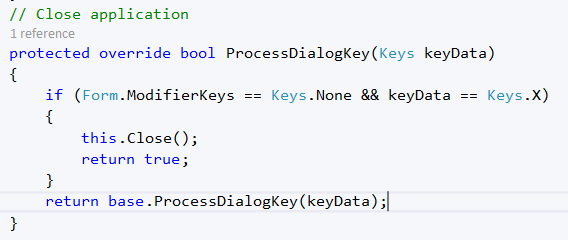 // Close application
1 reference
protected override bool ProcessDialogKey(Keys keyData)
{
    if (Form.ModifierKeys == Keys.None && keyData == Keys.X)
    {
        this.Close();
        return true;
    }
    return base.ProcessDialogKey(keyData);
}